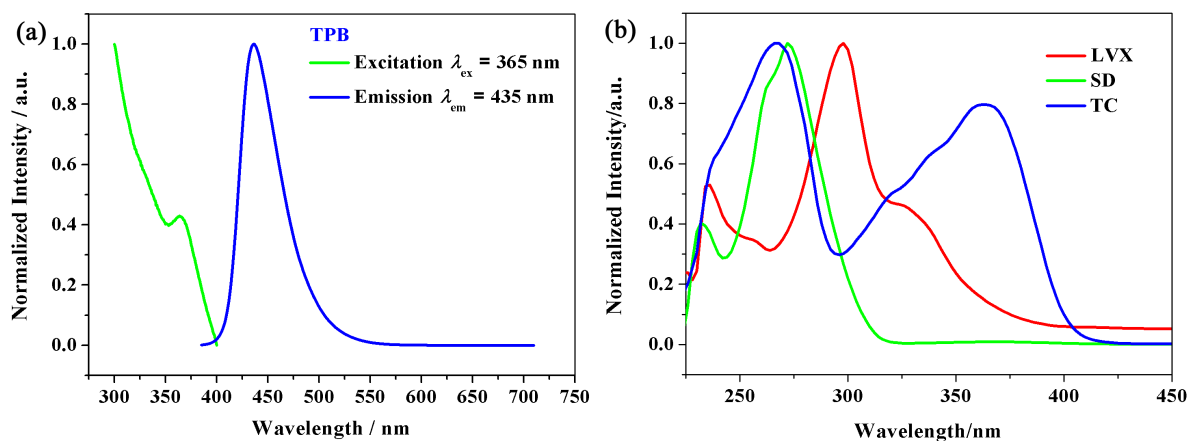 (a)
TPB
Excitation λex = 365 nm
Emission λem = 435 nm
Normalized Intensity / a.u.
1.0
0.8
0.6
0.4
0.2
0.0
300 350 400 450 500 550 600 650 700 750
Wavelength / nm
(b)
LVX
SD
TC
Normalized Intensity/a.u.
1.0
0.8
0.6
0.4
0.2
0.0
250 300 350 400 450
Wavelength/nm